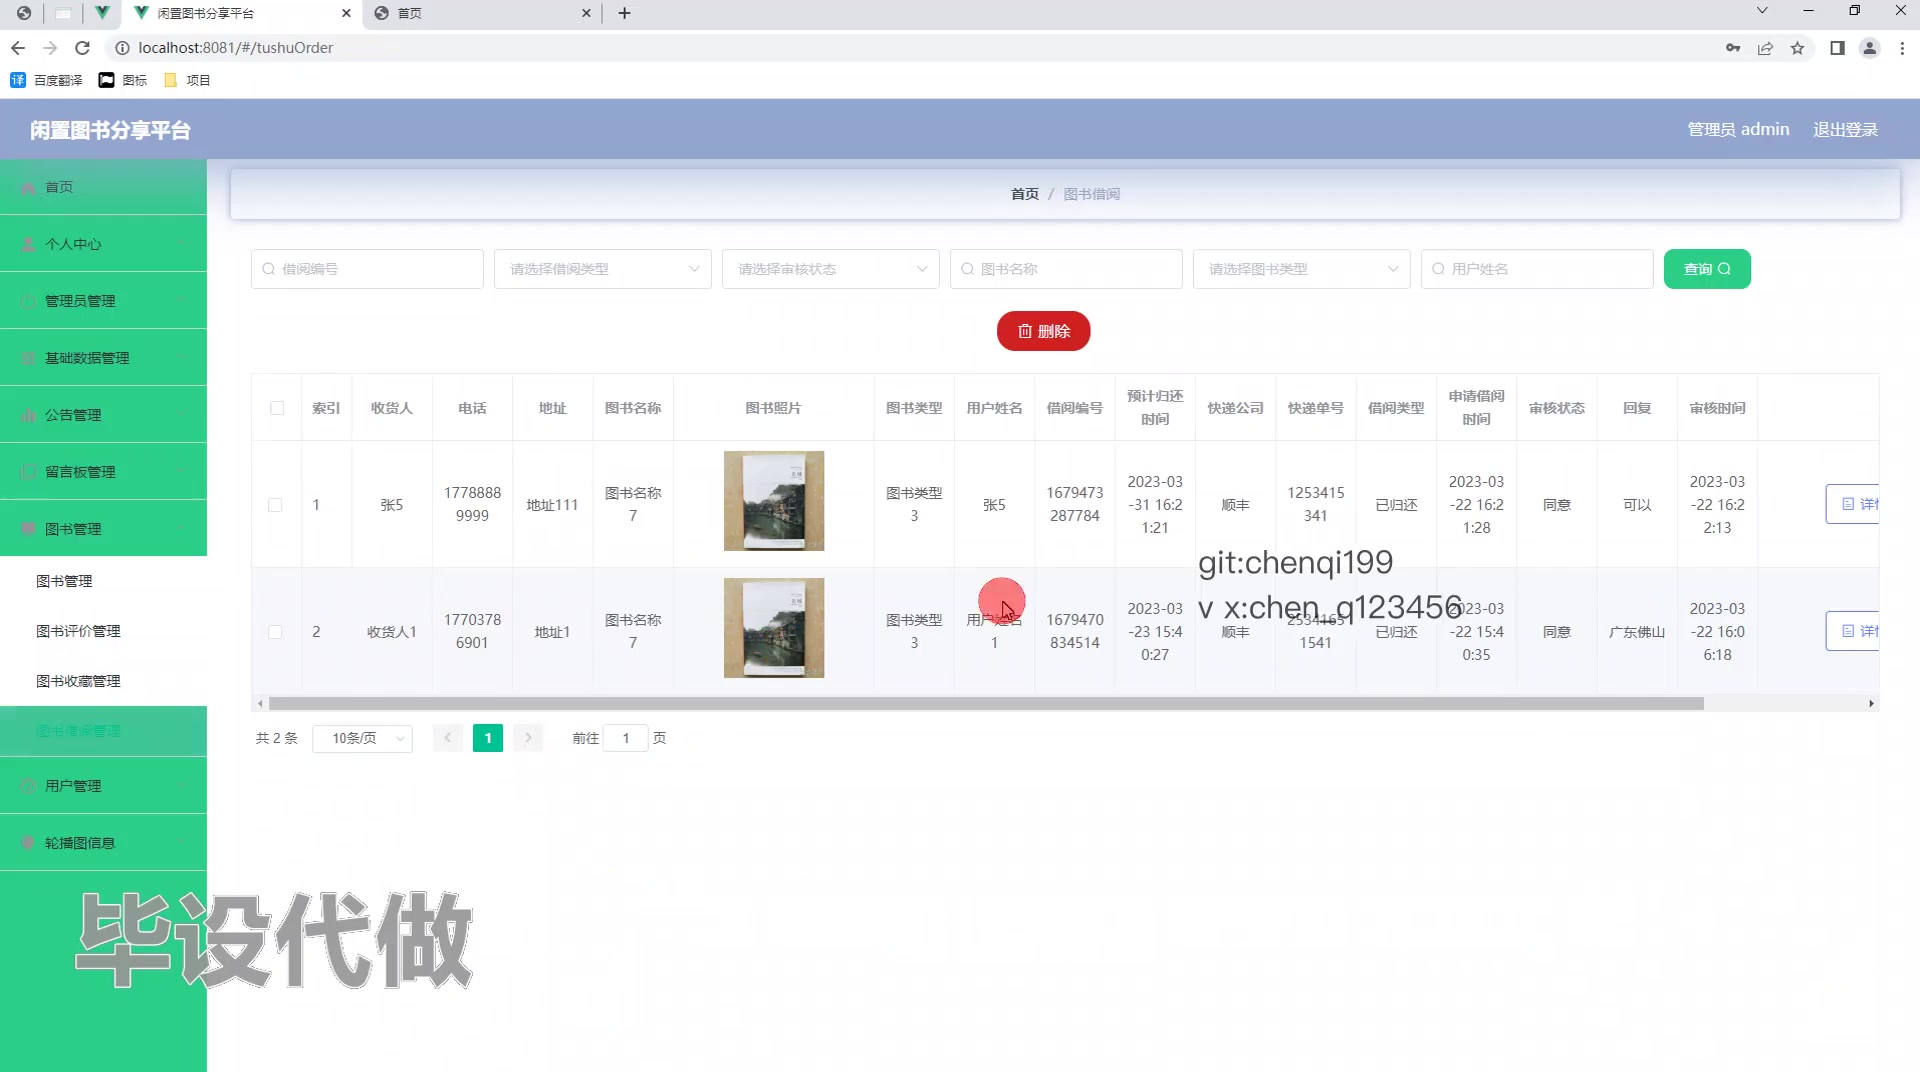 闲置图书分享平台
首页
localhost:8081/#/tushuOrder
百度翻译 图标 项目
闲置图书分享平台
管理员 admin 退出登录
首页
个人中心
管理员管理
基础数据管理
公告管理
留言板管理
图书管理
图书管理
图书评价管理
图书收藏管理
图书借阅管理
用户管理
轮播图信息
首页 / 图书借阅
借阅编号 请选择借阅类型 请选择审核状态 图书名称 请选择图书类型 用户姓名 查询
删除
索引 收货人 电话 地址 图书名称 图书照片 图书类型 用户姓名 借阅编号 预计归还时间 快递公司 快递单号 借阅类型 申请借阅时间 审核状态 回复 审核时间
1 张5 17788889999 地址111 图书名称7 图书类型3 张5 1679473287784 2023-03-31 16:21:21 顺丰 1253415341 已归还 2023-03-22 16:21:28 同意 可以 2023-03-22 16:22:13 详
2 收货人1 17703786901 地址1 图书名称7 图书类型3 用户姓名1 1679470834514 2023-03-23 15:40:27 顺丰 25341651541 已归还 2023-03-22 15:40:35 同意 广东佛山 2023-03-22 16:06:18 详
git:chenqi199
v x:chen_q123456
共 2 条 10条/页 1 前往 1 页
毕设代做